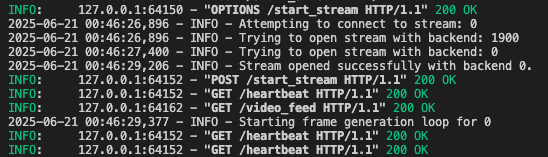 INFO:     127.0.0.1:64150 - "OPTIONS /start_stream HTTP/1.1" 200 OK
2025-06-21 00:46:26,896 - INFO - Attempting to connect to stream: 0
2025-06-21 00:46:26,896 - INFO - Trying to open stream with backend: 1900
2025-06-21 00:46:27,400 - INFO - Trying to open stream with backend: 0
2025-06-21 00:46:29,206 - INFO - Stream opened successfully with backend 0.
INFO:     127.0.0.1:64152 - "POST /start_stream HTTP/1.1" 200 OK
INFO:     127.0.0.1:64152 - "GET /heartbeat HTTP/1.1" 200 OK
INFO:     127.0.0.1:64162 - "GET /video_feed HTTP/1.1" 200 OK
2025-06-21 00:46:29,377 - INFO - Starting frame generation loop for 0
INFO:     127.0.0.1:64152 - "GET /heartbeat HTTP/1.1" 200 OK
INFO:     127.0.0.1:64152 - "GET /heartbeat HTTP/1.1" 200 OK